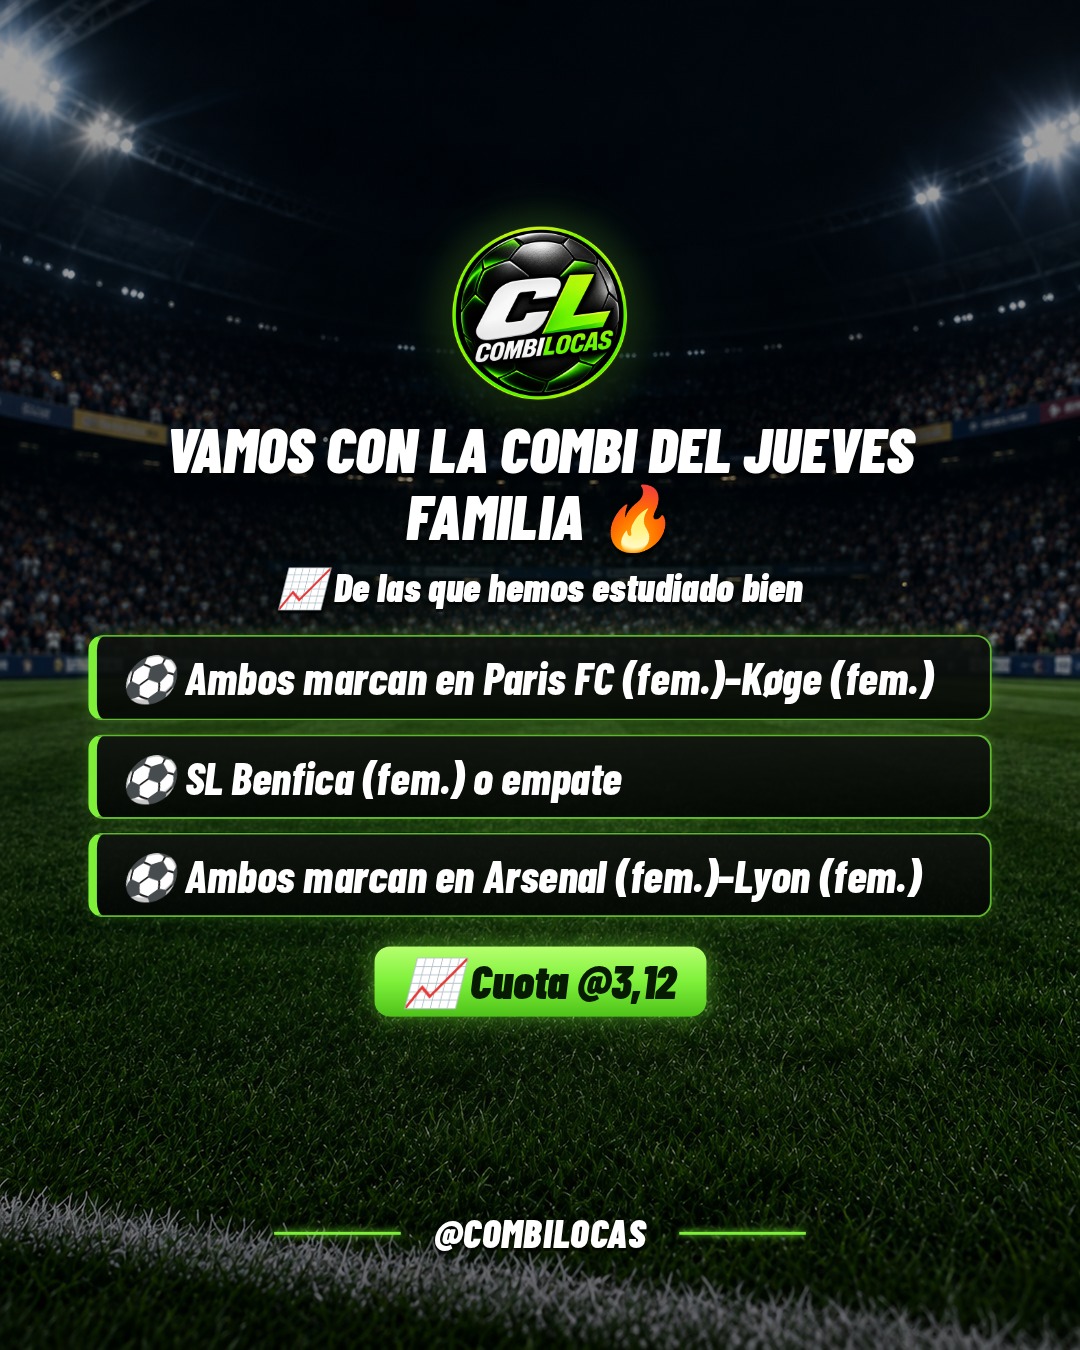 CL
COMBILOCAS
VAMOS CON LA COMBI DEL JUEVES
FAMILIA 🔥
📈 De las que hemos estudiado bien
⚽ Ambos marcan en Paris FC (fem.)-Køge (fem.)
⚽ SL Benfica (fem.) o empate
⚽ Ambos marcan en Arsenal (fem.)-Lyon (fem.)
📈 Cuota @3,12
@COMBILOCAS